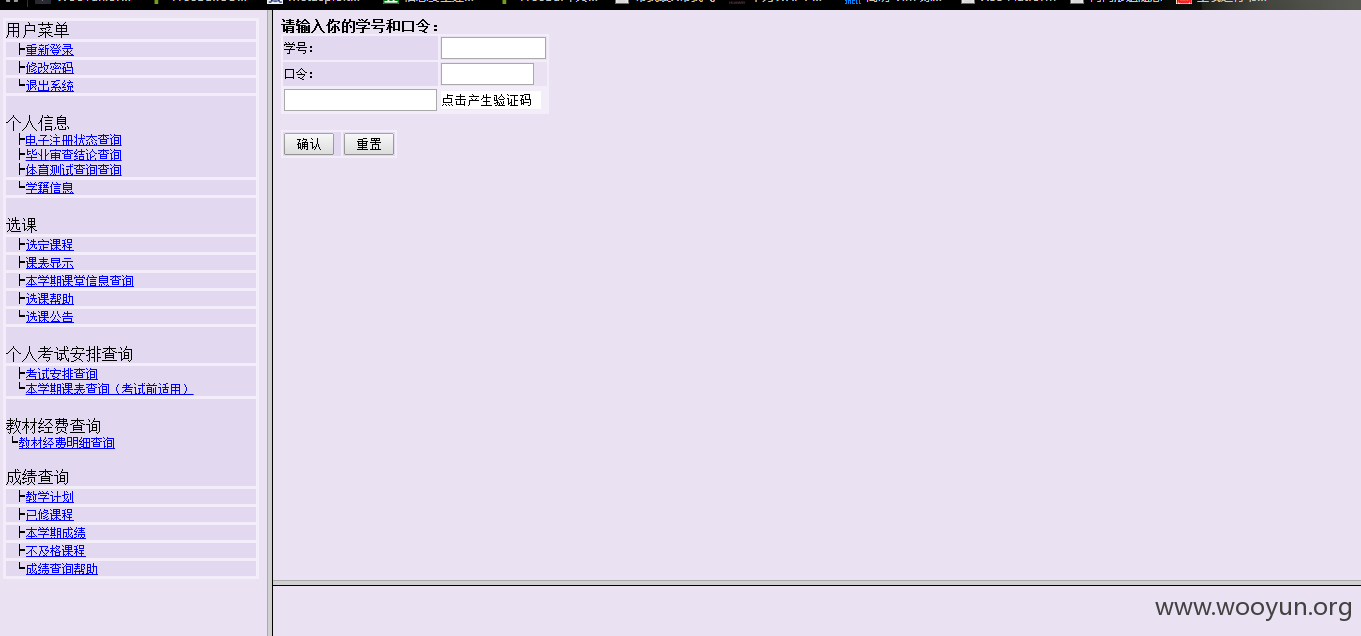 用户菜单
├重新登录
├修改密码
└退出系统
个人信息
├电子注册状态查询
├毕业审查结论查询
├体育测试查询查询
└学籍信息
选课
├选定课程
├课表显示
├本学期课堂信息查询
├选课帮助
└选课公告
个人考试安排查询
├考试安排查询
└本学期课表查询（考试前适用）
教材经费查询
└教材经费明细查询
成绩查询
├教学计划
├已修课程
├本学期成绩
├不及格课程
└成绩查询帮助
请输入你的学号和口令：
学号：
口令：
点击产生验证码
确认 重置
www.wooyun.org